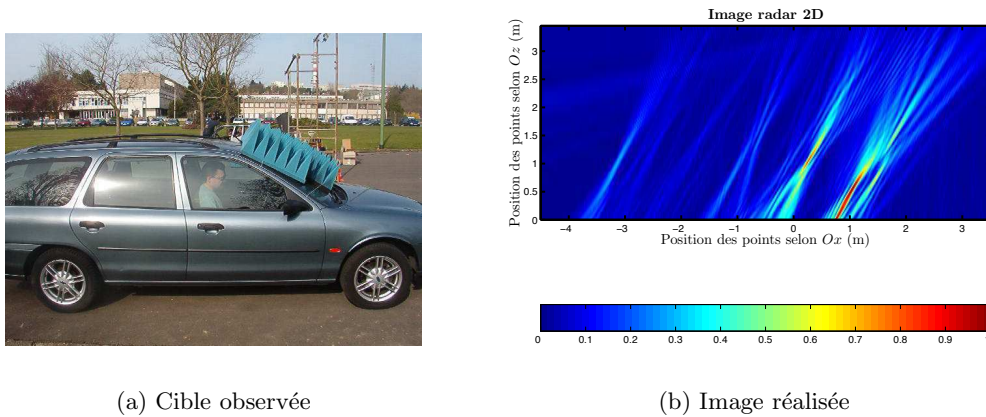 Image radar 2D
Position des points selon Oz (m)
3
2.5
2
1.5
1
0.5
0
−4 −3 −2 −1 0 1 2 3
Position des points selon Ox (m)
0 0.1 0.2 0.3 0.4 0.5 0.6 0.7 0.8 0.9 1
(a) Cible observée
(b) Image réalisée